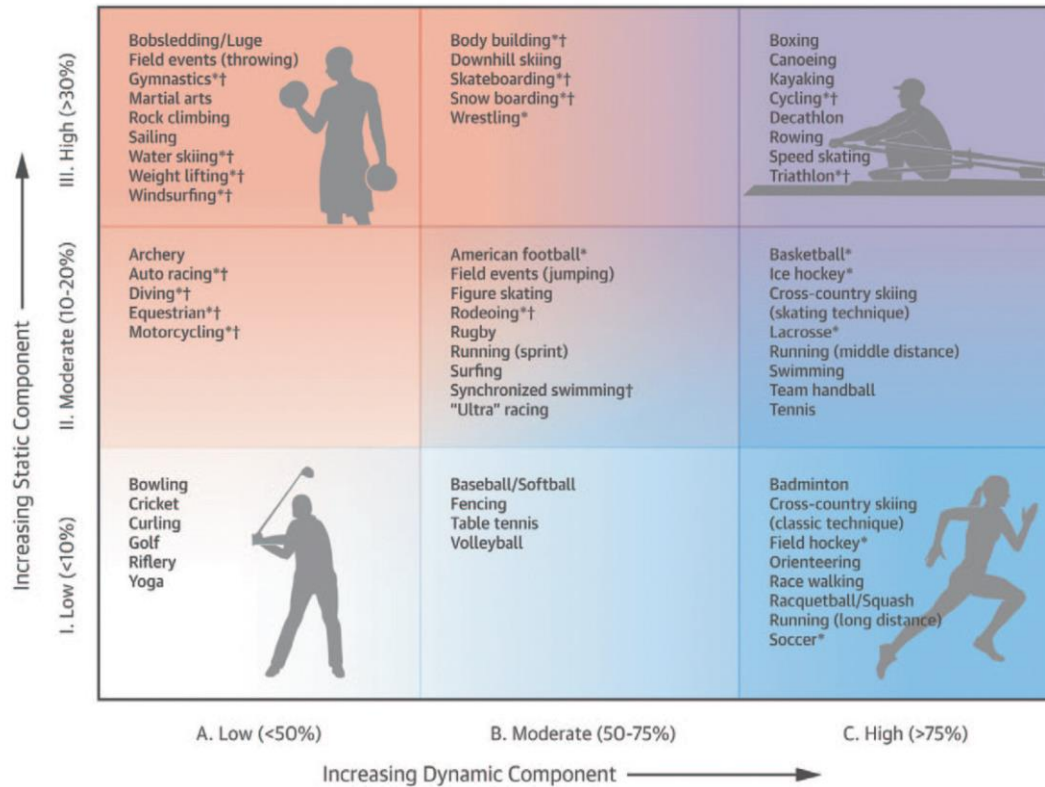 Increasing Static Component
III. High (>30%)
Bobsledding/Luge
Field events (throwing)
Gymnastics*†
Martial arts
Rock climbing
Sailing
Water skiing*†
Weight lifting*†
Windsurfing*†
Body building*†
Downhill skiing
Skateboarding*†
Snow boarding*†
Wrestling*
Boxing
Canoeing
Kayaking
Cycling*†
Decathlon
Rowing
Speed skating
Triathlon*†
II. Moderate (10-20%)
Archery
Auto racing*†
Diving*†
Equestrian*†
Motorcycling*†
American football*
Field events (jumping)
Figure skating
Rodeoing*†
Rugby
Running (sprint)
Surfing
Synchronized swimming†
“Ultra” racing
Basketball*
Ice hockey*
Cross-country skiing
(skating technique)
Lacrosse*
Running (middle distance)
Swimming
Team handball
Tennis
I. Low (<10%)
Bowling
Cricket
Curling
Golf
Riflery
Yoga
Baseball/Softball
Fencing
Table tennis
Volleyball
Badminton
Cross-country skiing
(classic technique)
Field hockey*
Orienteering
Race walking
Racquetball/Squash
Running (long distance)
Soccer*
A. Low (<50%)
B. Moderate (50-75%)
C. High (>75%)
Increasing Dynamic Component